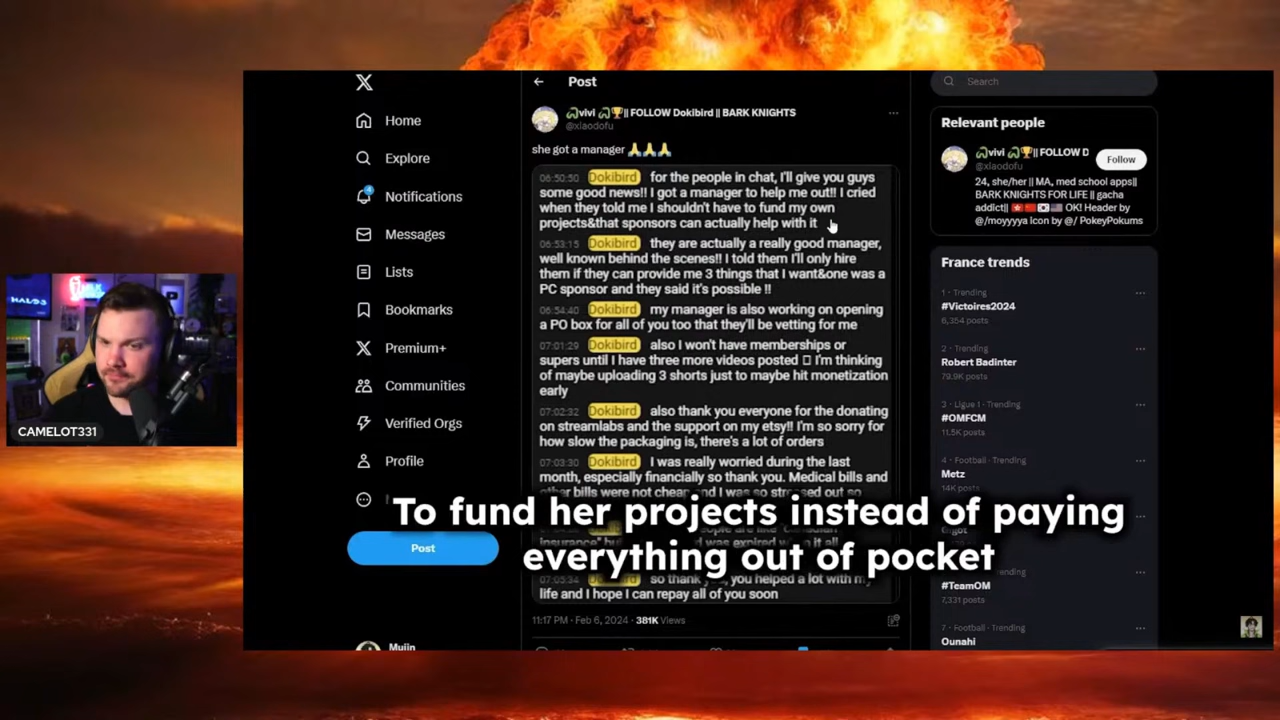 Post
Search
Home
Explore
Notifications
4
Messages
Lists
Bookmarks
Premium+
Communities
Verified Orgs
Profile
Post
Muiin
vivi || FOLLOW Dokibird || BARK KNIGHTS
@xiaodofu
she got a manager 🙏🙏🙏
06:50:50 Dokibird for the people in chat, I'll give you guys
some good news!! I got a manager to help me out!! I cried
when they told me I shouldn't have to fund my own
projects&that sponsors can actually help with it
06:53:15 Dokibird they are actually a really good manager,
well known behind the scenes!! I told them I'll only hire
them if they can provide me 3 things that I want&one was a
PC sponsor and they said it's possible !!
06:54:40 Dokibird my manager is also working on opening
a PO box for all of you too that they'll be vetting for me
07:01:29 Dokibird also I won't have memberships or
supers until I have three more videos posted I'm thinking
of maybe uploading 3 shorts just to maybe hit monetization
early
07:02:32 Dokibird also thank you everyone for the donating
on streamlabs and the support on my etsy!! I'm so sorry for
how slow the packaging is, there's a lot of orders
07:03:30 Dokibird I was really worried during the last
month, especially financially so thank you. Medical bills and
other bills were not cheap and I was so stressed out so
insurance" but was expired it all
07:05:34 so thank you, you helped a lot with my
life and I hope I can repay all of you soon
11:17 PM · Feb 6, 2024 · 381K Views
To fund her projects instead of paying
everything out of pocket
Relevant people
vivi || FOLLOW D
@xiaodofu
Follow
24, she/her || MA, med school apps||
BARK KNIGHTS FOR LIFE || gacha
addict|| OK! Header by
@/moyyyya icon by @/ PokeyPokums
France trends
1 · Trending
#Victoires2024
6,354 posts
2 · Trending
Robert Badinter
79.9K posts
3 · Ligue 1 · Trending
#OMFCM
11.5K posts
4 · Football · Trending
Metz
14K posts
ending
#TeamOM
7,331 posts
7 · Football · Trending
Ounahi
HALO 3
CAMELOT331